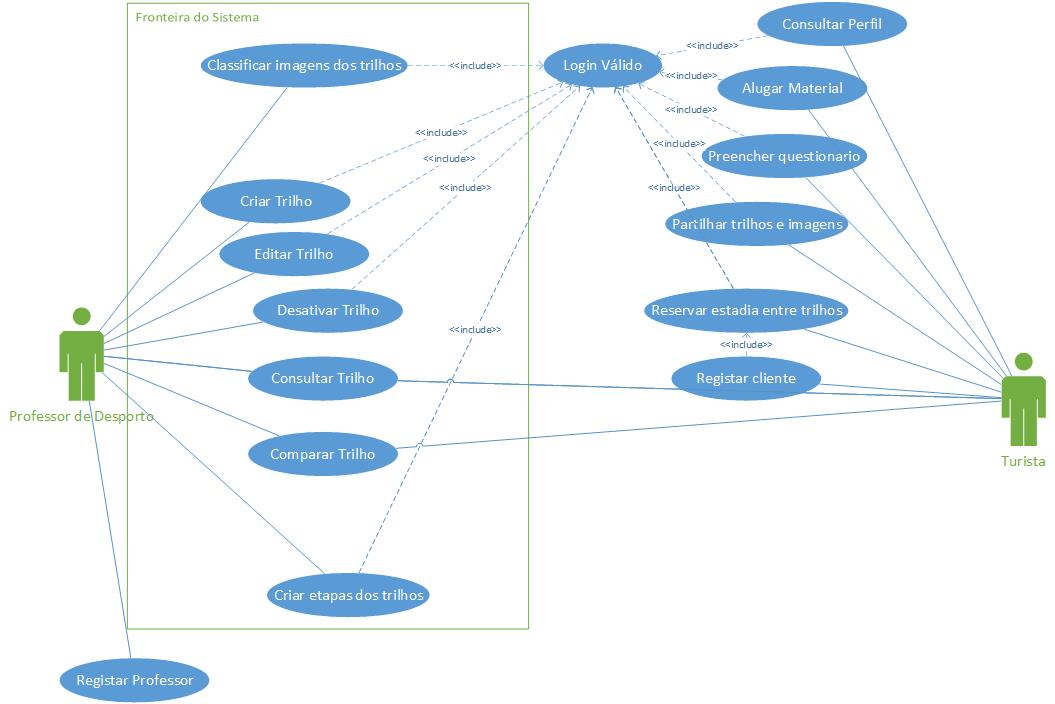 Fronteira do Sistema
Consultar Perfil
<<include>>
Classificar imagens dos trilhos
<<include>>
Login Válido
<<include>>
Alugar Material
<<include>>
<<include>>
<<include>>
Preencher questionario
<<include>>
<<include>>
<<include>>
Criar Trilho
Partilhar trilhos e imagens
Editar Trilho
Desativar Trilho
Reservar estadia entre trilhos
<<include>>
<<include>>
Consultar Trilho
Registar cliente
Professor de Desporto
Comparar Trilho
Turista
Criar etapas dos trilhos
Registar Professor